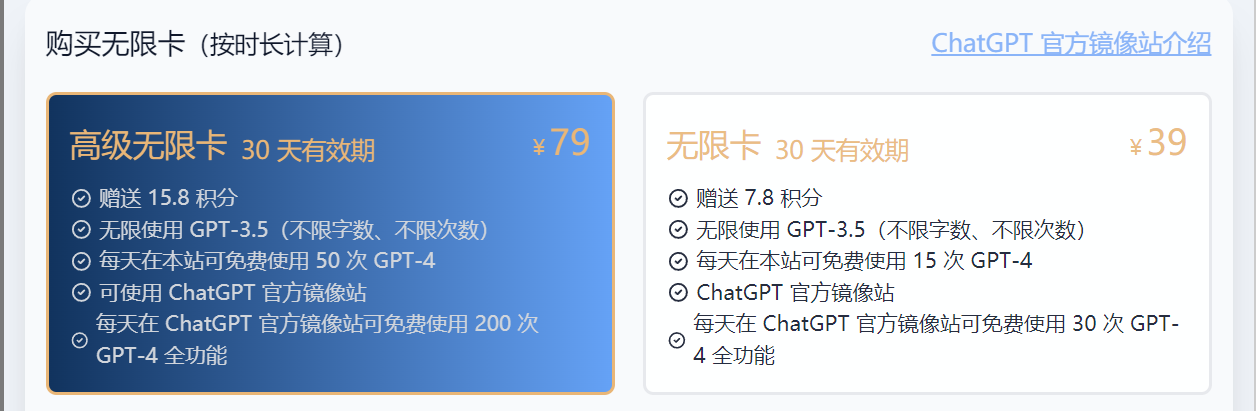 购买无限卡（按时长计算）
ChatGPT 官方镜像站介绍
高级无限卡 30 天有效期 ¥79
赠送 15.8 积分
无限使用 GPT-3.5（不限字数、不限次数）
每天在本站可免费使用 50 次 GPT-4
可使用 ChatGPT 官方镜像站
每天在 ChatGPT 官方镜像站可免费使用 200 次
GPT-4 全功能
无限卡 30 天有效期 ¥39
赠送 7.8 积分
无限使用 GPT-3.5（不限字数、不限次数）
每天在本站可免费使用 15 次 GPT-4
ChatGPT 官方镜像站
每天在 ChatGPT 官方镜像站可免费使用 30 次 GPT-
4 全功能